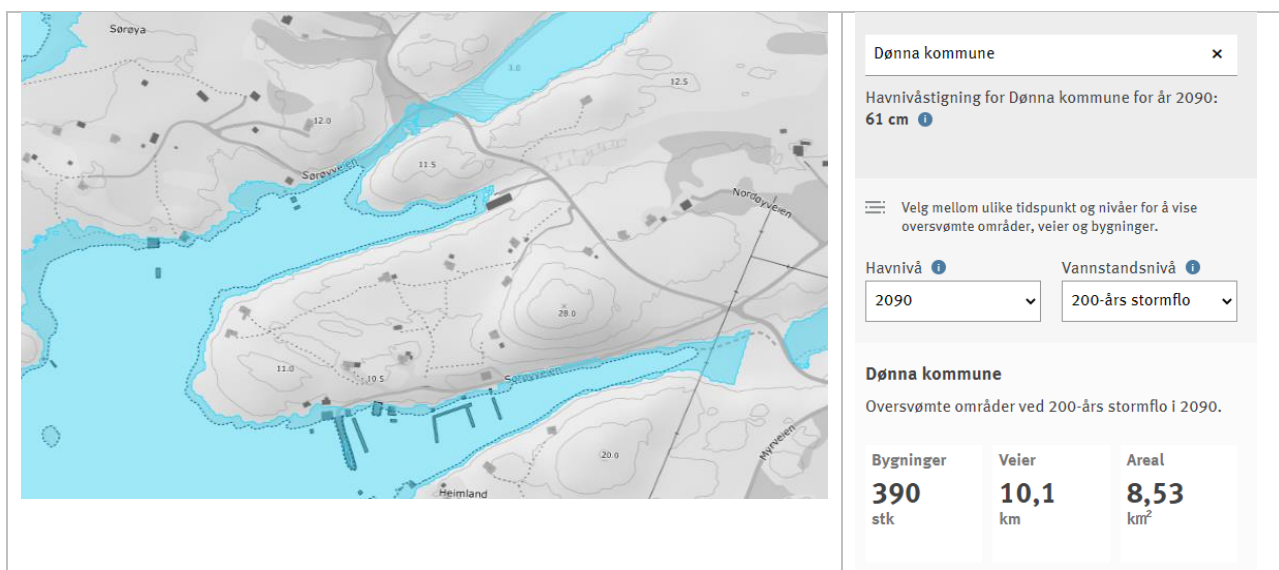 Sørøya
3.0
12.5
12.0
11.5
Sørøyveien
Nordøyveien
28.0
11.0
10.5
Sørøyveien
20.0
Myrveien
Heimland
Dønna kommune
Havnivåstigning for Dønna kommune for år 2090:
61 cm
Velg mellom ulike tidspunkt og nivåer for å vise
oversvømte områder, veier og bygninger.
Havnivå Vannstandsnivå
2090 200-års stormflo
Dønna kommune
Oversvømte områder ved 200-års stormflo i 2090.
Bygninger Veier Areal
390 10,1 8,53
stk km km²